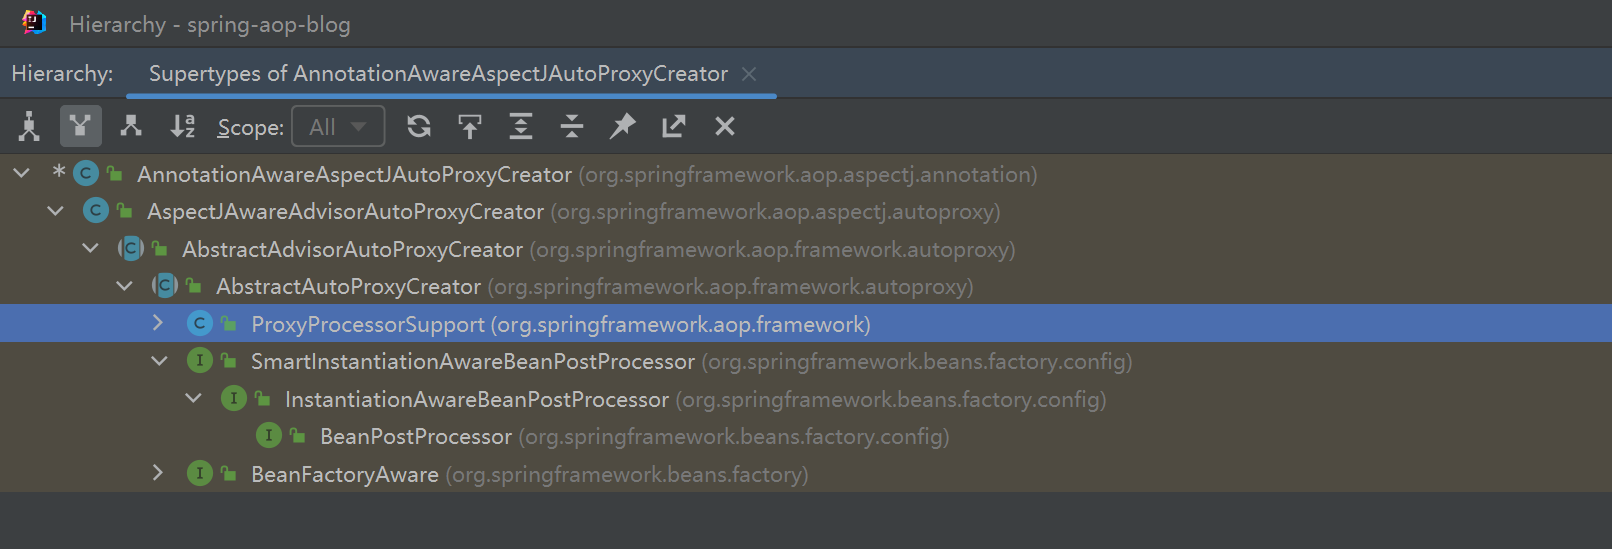 Hierarchy - spring-aop-blog
Hierarchy: Supertypes of AnnotationAwareAspectJAutoProxyCreator
Scope: All
* AnnotationAwareAspectJAutoProxyCreator (org.springframework.aop.aspectj.annotation)
AspectJAwareAdvisorAutoProxyCreator (org.springframework.aop.aspectj.autoproxy)
AbstractAdvisorAutoProxyCreator (org.springframework.aop.framework.autoproxy)
AbstractAutoProxyCreator (org.springframework.aop.framework.autoproxy)
ProxyProcessorSupport (org.springframework.aop.framework)
SmartInstantiationAwareBeanPostProcessor (org.springframework.beans.factory.config)
InstantiationAwareBeanPostProcessor (org.springframework.beans.factory.config)
BeanPostProcessor (org.springframework.beans.factory.config)
BeanFactoryAware (org.springframework.beans.factory)